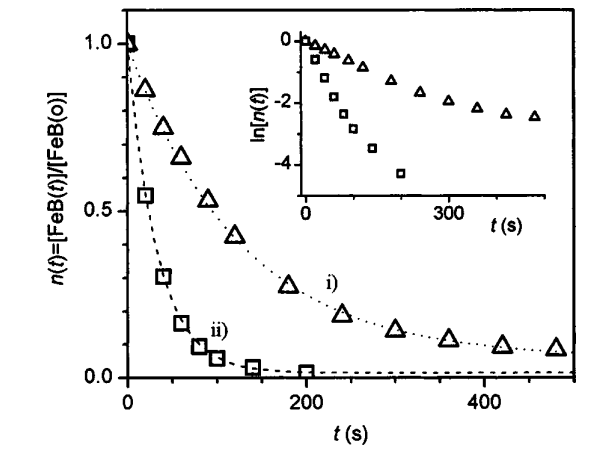 n(t)=[FeB(t)]/[FeB(o)]
1.0
0.5
0.0
0
200
400
t (s)
i)
ii)
ln[n(t)]
0
-2
-4
0
300
t (s)